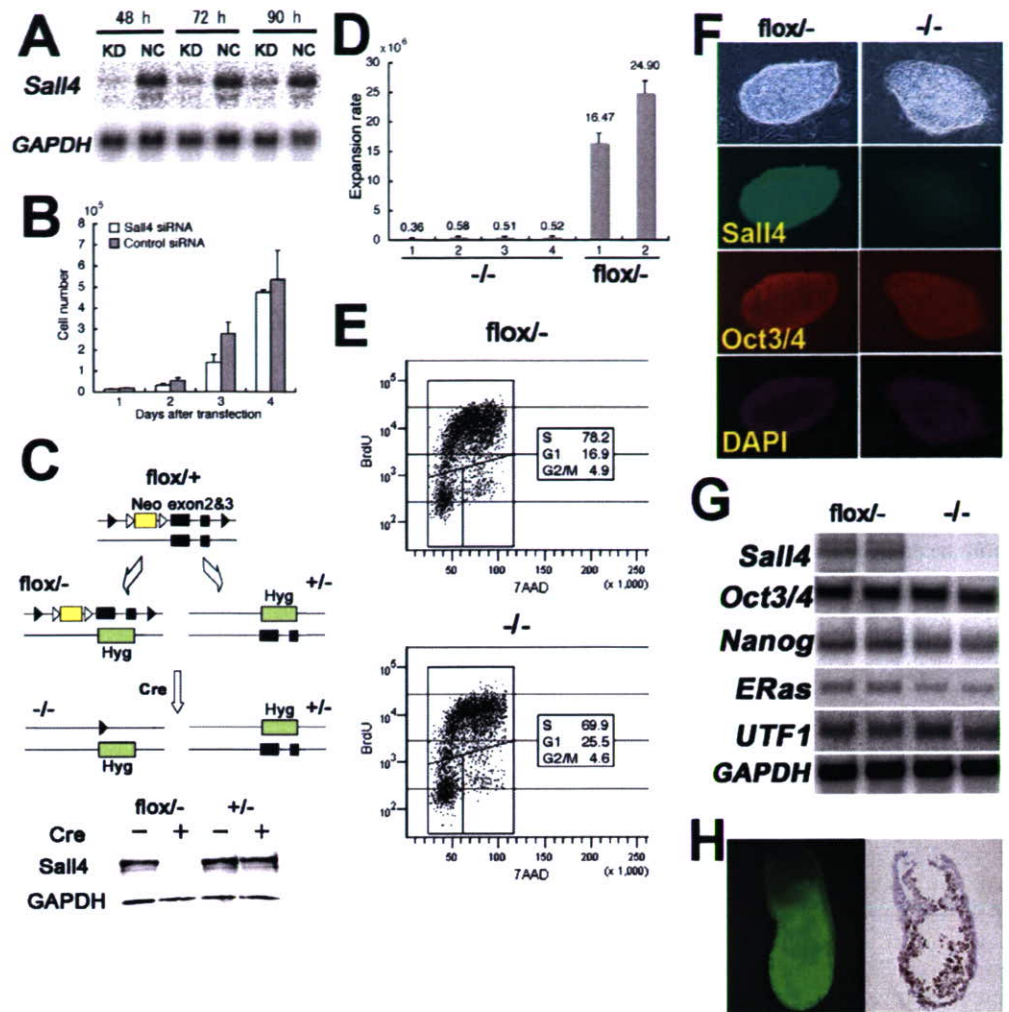 A
48 h 72 h 90 h
KD NC KD NC KD NC
Sall4
GAPDH
B
10⁵
Cell number
8
7
6
5
4
3
2
1
0
Sall4 siRNA
Control siRNA
1 2 3 4
Days after transfection
C
flox/+
Neo exon2&3
flox/-
+/-
Hyg
Hyg
Cre
-/-
Hyg +/-
Hyg
flox/- +/-
Cre − + − +
Sall4
GAPDH
D
x 10⁶
Expansion rate
30
25
20
15
10
5
0
0.36 0.58 0.51 0.52 16.47 24.90
1 2 3 4 1 2
-/- flox/-
E
flox/-
BrdU
10⁵
10⁴
10³
10²
S 78.2
G1 16.9
G2/M 4.9
50 100 150 200 250
7AAD (x 1,000)
-/-
BrdU
10⁵
10⁴
10³
10²
S 69.9
G1 25.5
G2/M 4.6
50 100 150 200 250
7AAD (x 1,000)
F
flox/- -/-
Sall4
Oct3/4
DAPI
G
flox/- -/-
Sall4
Oct3/4
Nanog
ERas
UTF1
GAPDH
H